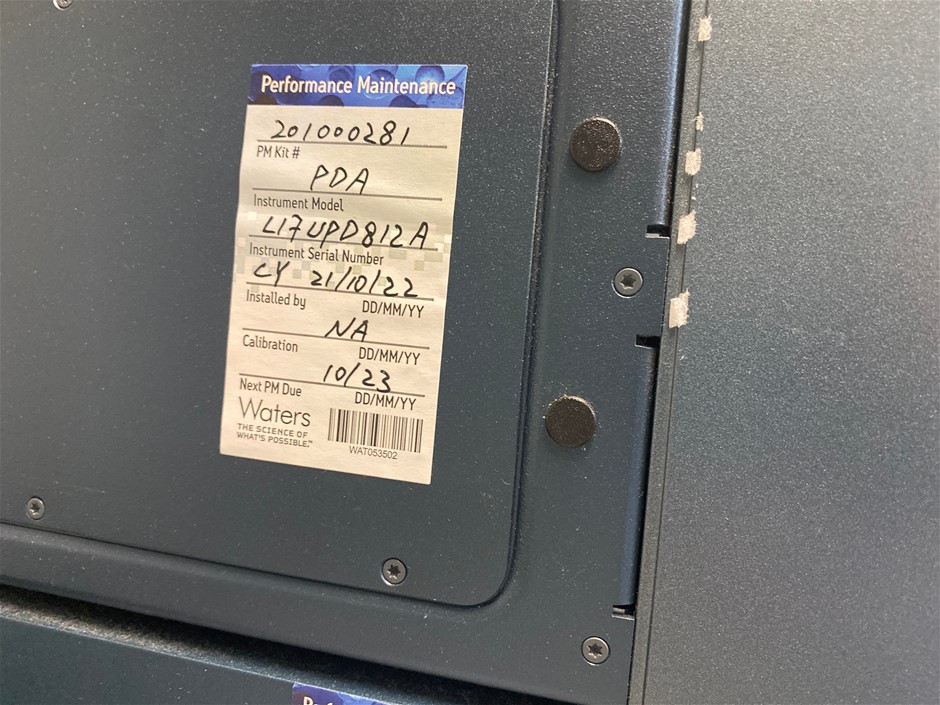 Performance Maintenance
201000281
PM Kit #
PDA
Instrument Model
L17UPD812A
Instrument Serial Number
CY 21/10/22
Installed by DD/MM/YY
NA
Calibration DD/MM/YY
10/23
Next PM Due DD/MM/YY
Waters
THE SCIENCE OF
WHAT'S POSSIBLE.™
WAT053502